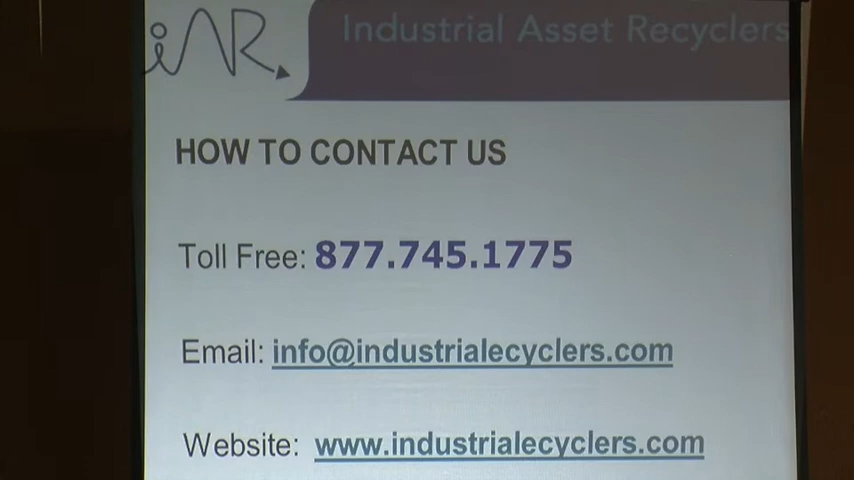 iAR Industrial Asset Recyclers
HOW TO CONTACT US
Toll Free: 877.745.1775
Email: info@industrialecyclers.com
Website: www.industrialecyclers.com